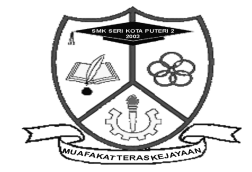 SMK SERI KOTA PUTERI 2
2003
MUAFAKAT TERAS KEJAYAAN